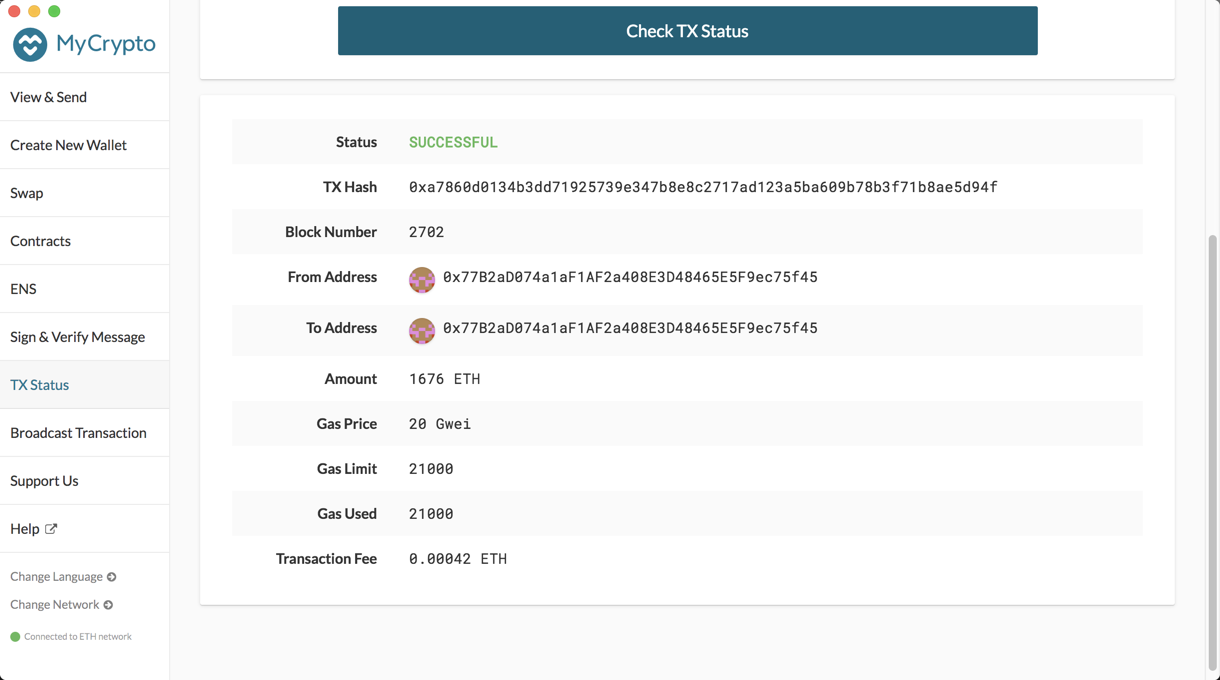 MyCrypto
View & Send
Create New Wallet
Swap
Contracts
ENS
Sign & Verify Message
TX Status
Broadcast Transaction
Support Us
Help
Change Language
Change Network
Connected to ETH network
Check TX Status
Status SUCCESSFUL
TX Hash 0xa7860d0134b3dd71925739e347b8e8c2717ad123a5ba609b78b3f71b8ae5d94f
Block Number 2702
From Address 0x77B2aD074a1aF1AF2a408E3D48465E5F9ec75f45
To Address 0x77B2aD074a1aF1AF2a408E3D48465E5F9ec75f45
Amount 1676 ETH
Gas Price 20 Gwei
Gas Limit 21000
Gas Used 21000
Transaction Fee 0.00042 ETH